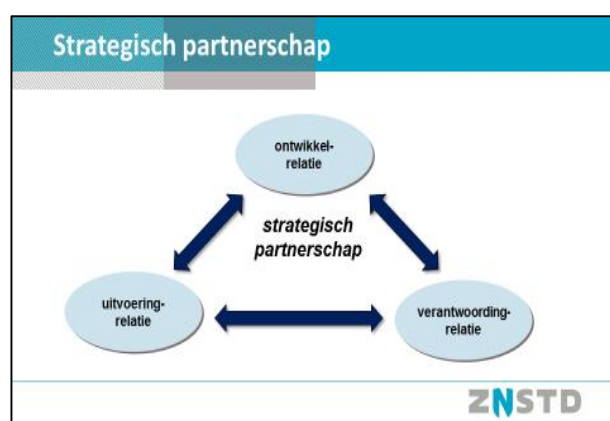 Strategisch partnerschap
ontwikkel-
relatie
strategisch
partnerschap
uitvoering-
relatie
verantwoording-
relatie
ZNSTD